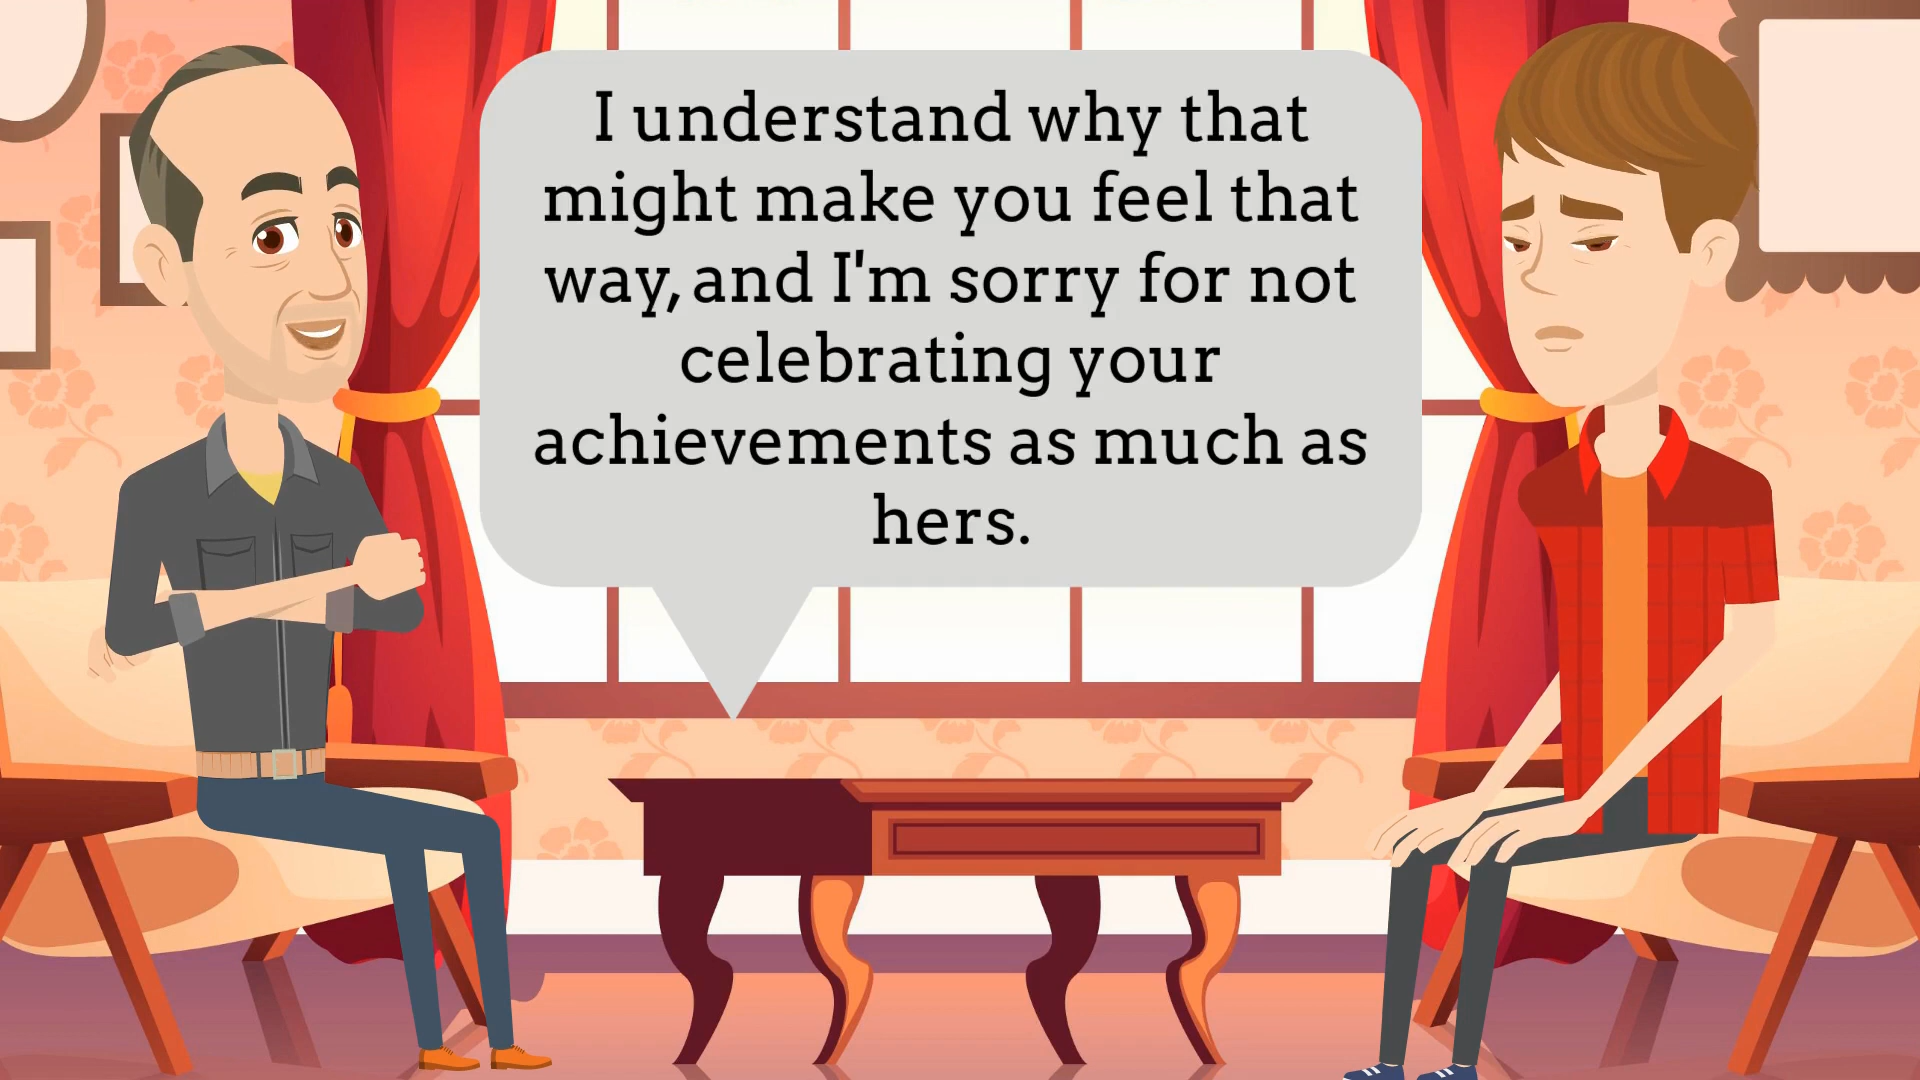 I understand why that
might make you feel that
way, and I'm sorry for not
celebrating your
achievements as much as
hers.